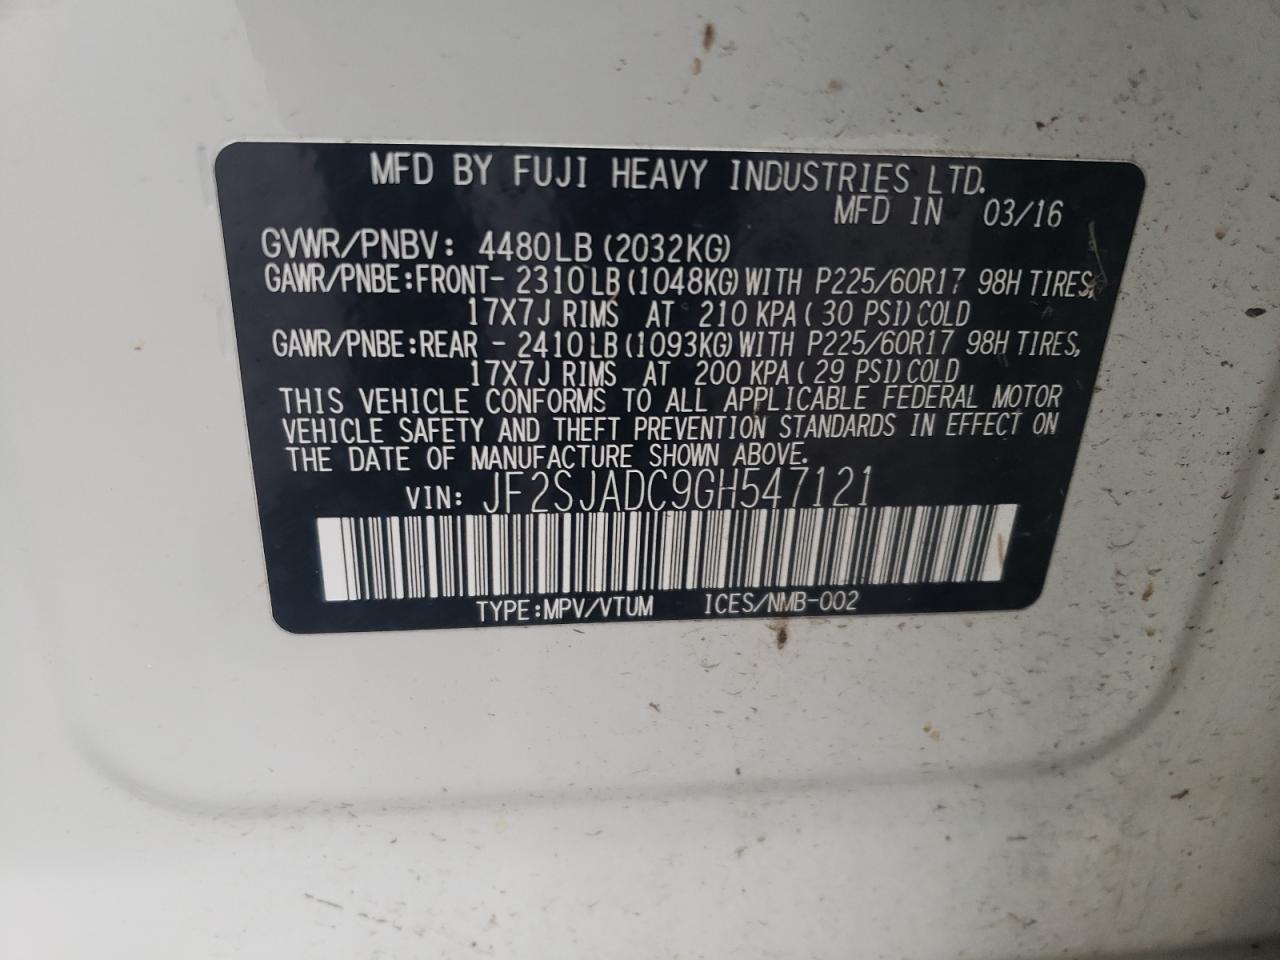 MFD BY FUJI HEAVY INDUSTRIES LTD.
MFD IN 03/16
GVWR/PNBV: 4480LB (2032KG)
GAWR/PNBE:FRONT- 2310LB (1048KG) WITH P225/60R17 98H TIRES,
17X7J RIMS AT 210 KPA ( 30 PSI) COLD
GAWR/PNBE:REAR - 2410LB (1093KG) WITH P225/60R17 98H TIRES,
17X7J RIMS AT 200 KPA ( 29 PSI) COLD
THIS VEHICLE CONFORMS TO ALL APPLICABLE FEDERAL MOTOR
VEHICLE SAFETY AND THEFT PREVENTION STANDARDS IN EFFECT ON
THE DATE OF MANUFACTURE SHOWN ABOVE.
VIN: JF2SJADC9GH547121
TYPE:MPV/VTUM ICES/NMB-002